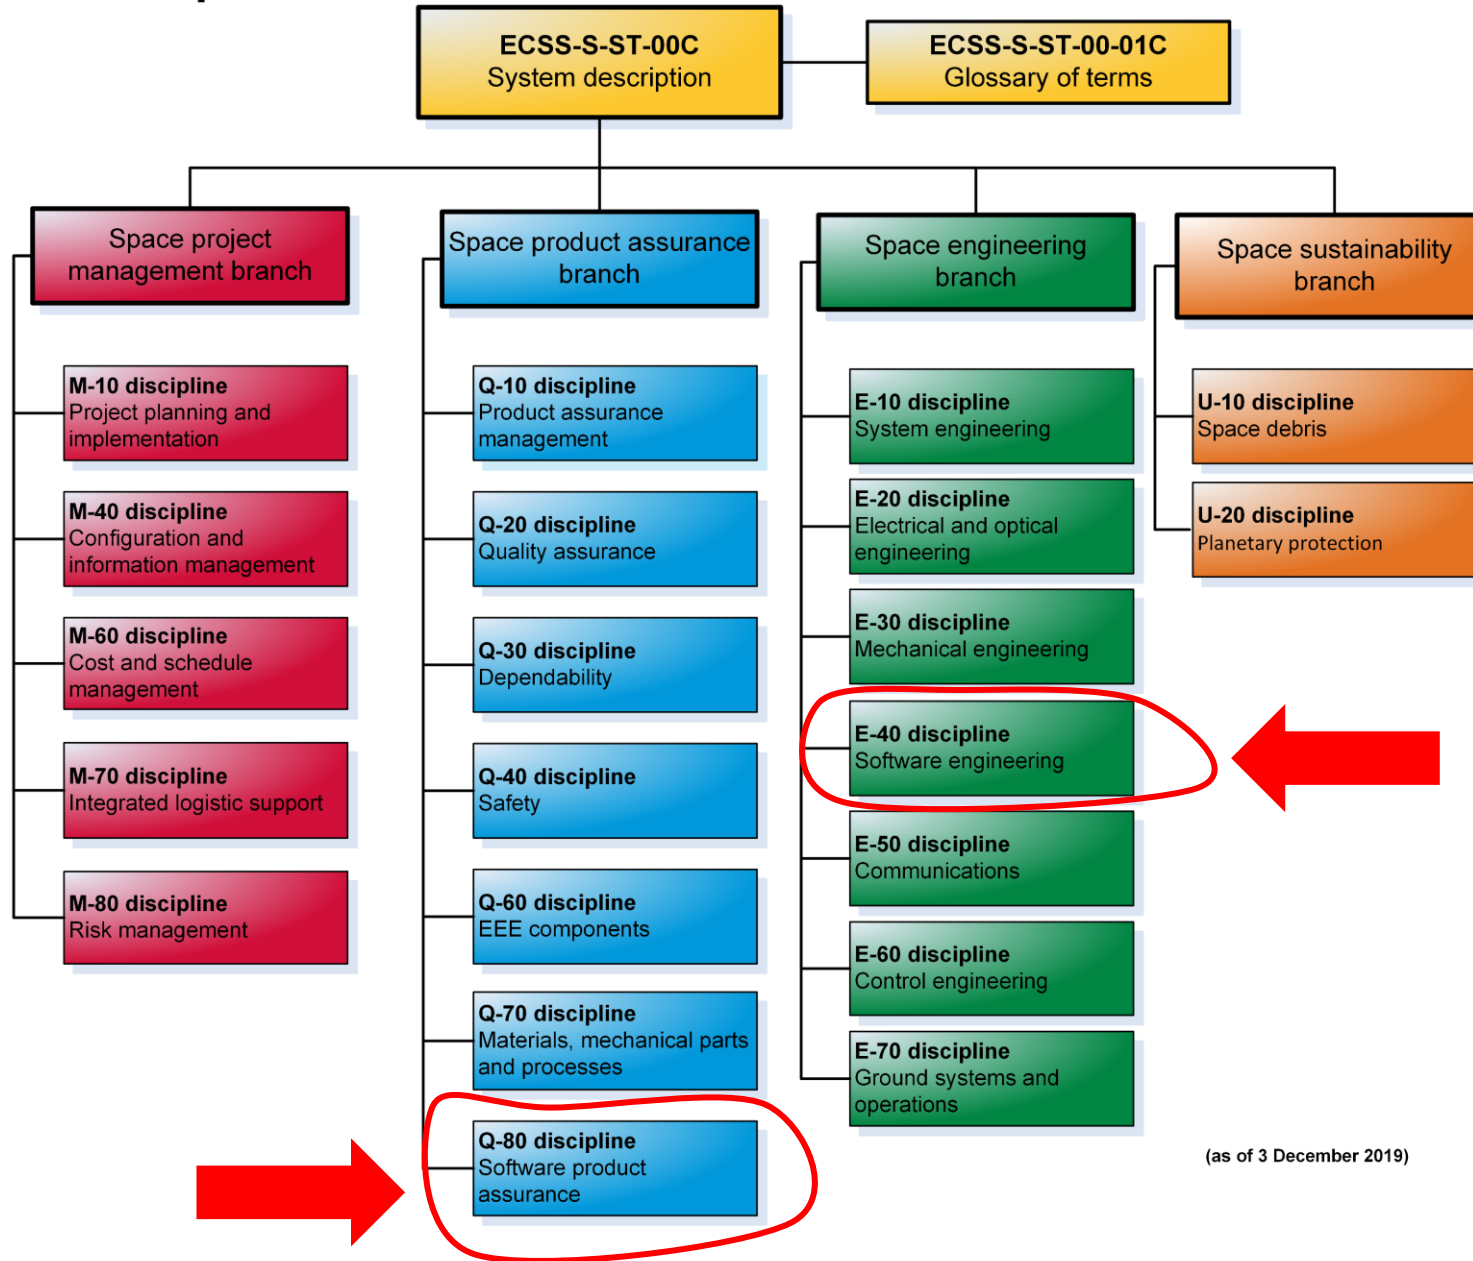 ECSS-S-ST-00C
System description
ECSS-S-ST-00-01C
Glossary of terms
Space project
management branch
Space product assurance
branch
Space engineering
branch
Space sustainability
branch
M-10 discipline
Project planning and
implementation
M-40 discipline
Configuration and
information management
M-60 discipline
Cost and schedule
management
M-70 discipline
Integrated logistic support
M-80 discipline
Risk management
Q-10 discipline
Product assurance
management
Q-20 discipline
Quality assurance
Q-30 discipline
Dependability
Q-40 discipline
Safety
Q-60 discipline
EEE components
Q-70 discipline
Materials, mechanical parts
and processes
Q-80 discipline
Software product
assurance
E-10 discipline
System engineering
E-20 discipline
Electrical and optical
engineering
E-30 discipline
Mechanical engineering
E-40 discipline
Software engineering
E-50 discipline
Communications
E-60 discipline
Control engineering
E-70 discipline
Ground systems and
operations
U-10 discipline
Space debris
U-20 discipline
Planetary protection
(as of 3 December 2019)